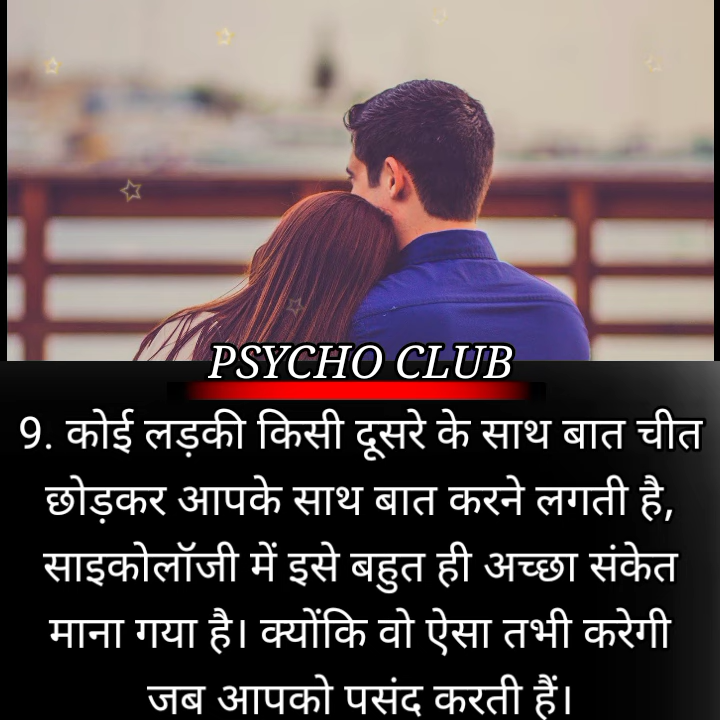 PSYCHO CLUB
9. कोई लड़की किसी दूसरे के साथ बात चीत
छोड़कर आपके साथ बात करने लगती है,
साइकोलॉजी में इसे बहुत ही अच्छा संकेत
माना गया है। क्योंकि वो ऐसा तभी करेगी
जब आपको पसंद करती हैं।